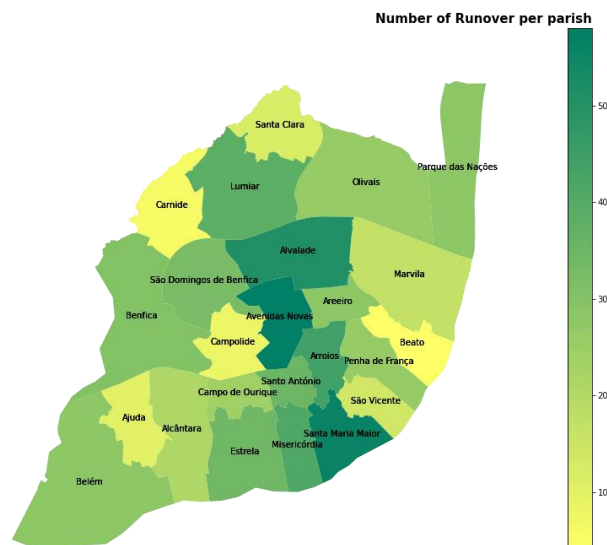 Number of Runover per parish
50
40
30
20
10
Santa Clara
Parque das Nações
Olivais
Lumiar
Carnide
Alvalade
Marvila
São Domingos de Benfica
Areeiro
Benfica
Avenidas Novas
Campolide
Beato
Arroios
Penha de França
Santo António
Campo de Ourique
São Vicente
Ajuda
Alcântara
Santa Maria Maior
Misericórdia
Estrela
Belém